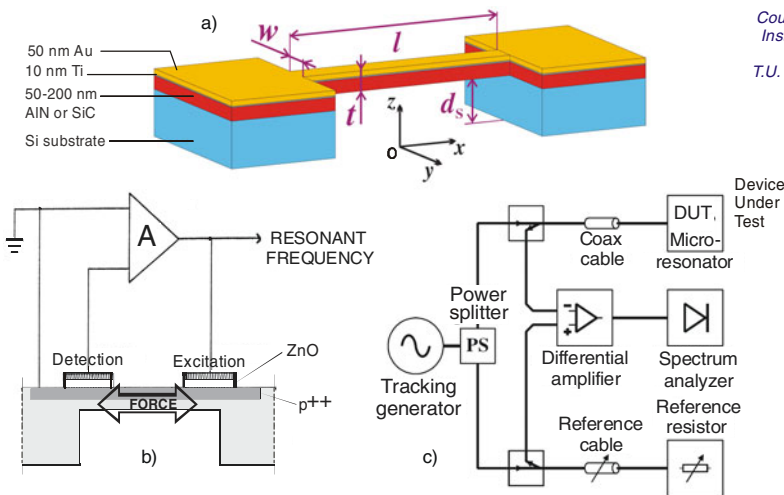 a)
w
l
t
d_s
z
x
y
o
50 nm Au
10 nm Ti
50-200 nm
AlN or SiC
Si substrate
Cou
Ins
T.U.
A
RESONANT
FREQUENCY
Detection
Excitation
ZnO
FORCE
p++
b)
Device
Under
Test
DUT,
Micro-
resonator
Coax
cable
Power
splitter
PS
-
+
Tracking
generator
Differential
amplifier
Spectrum
analyzer
Reference
cable
Reference
resistor
c)